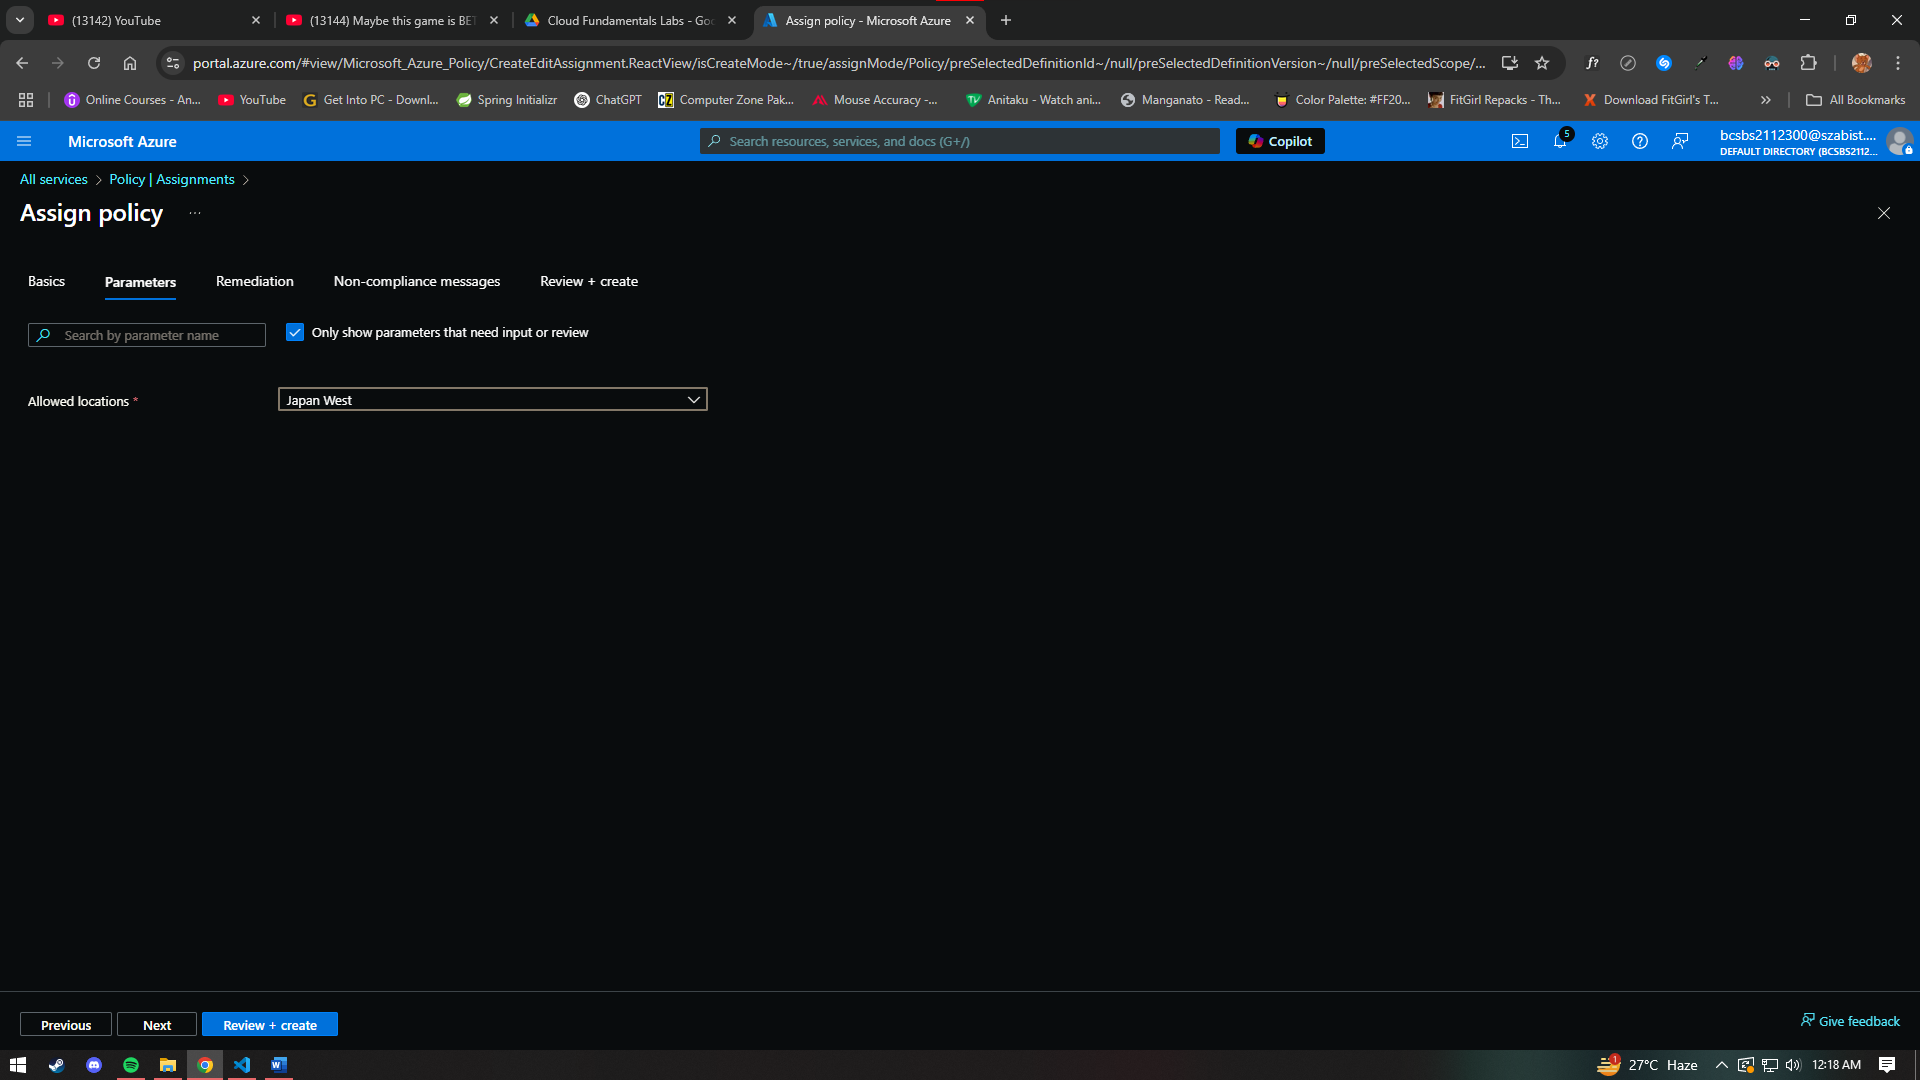 (13142) YouTube
(13144) Maybe this game is BET
Cloud Fundamentals Labs - Goo
Assign policy - Microsoft Azure
portal.azure.com/#view/Microsoft_Azure_Policy/CreateEditAssignment.ReactView/isCreateMode~/true/assignMode/Policy/preSelectedDefinitionId~/null/preSelectedDefinitionVersion~/null/preSelectedScope/...
f?
Online Courses - An...
YouTube
Get Into PC - Downl...
Spring Initializr
ChatGPT
Computer Zone Pak...
Mouse Accuracy -...
Anitaku - Watch ani...
Manganato - Read...
Color Palette: #FF20...
FitGirl Repacks - Th...
Download FitGirl's T...
All Bookmarks
Microsoft Azure
Search resources, services, and docs (G+/)
Copilot
5
bcsbs2112300@szabist....
DEFAULT DIRECTORY (BCSBS2112...
All services > Policy | Assignments >
Assign policy ...
Basics
Parameters
Remediation
Non-compliance messages
Review + create
Search by parameter name
Only show parameters that need input or review
Allowed locations *
Japan West
Previous
Next
Review + create
Give feedback
1
27°C Haze
12:18 AM